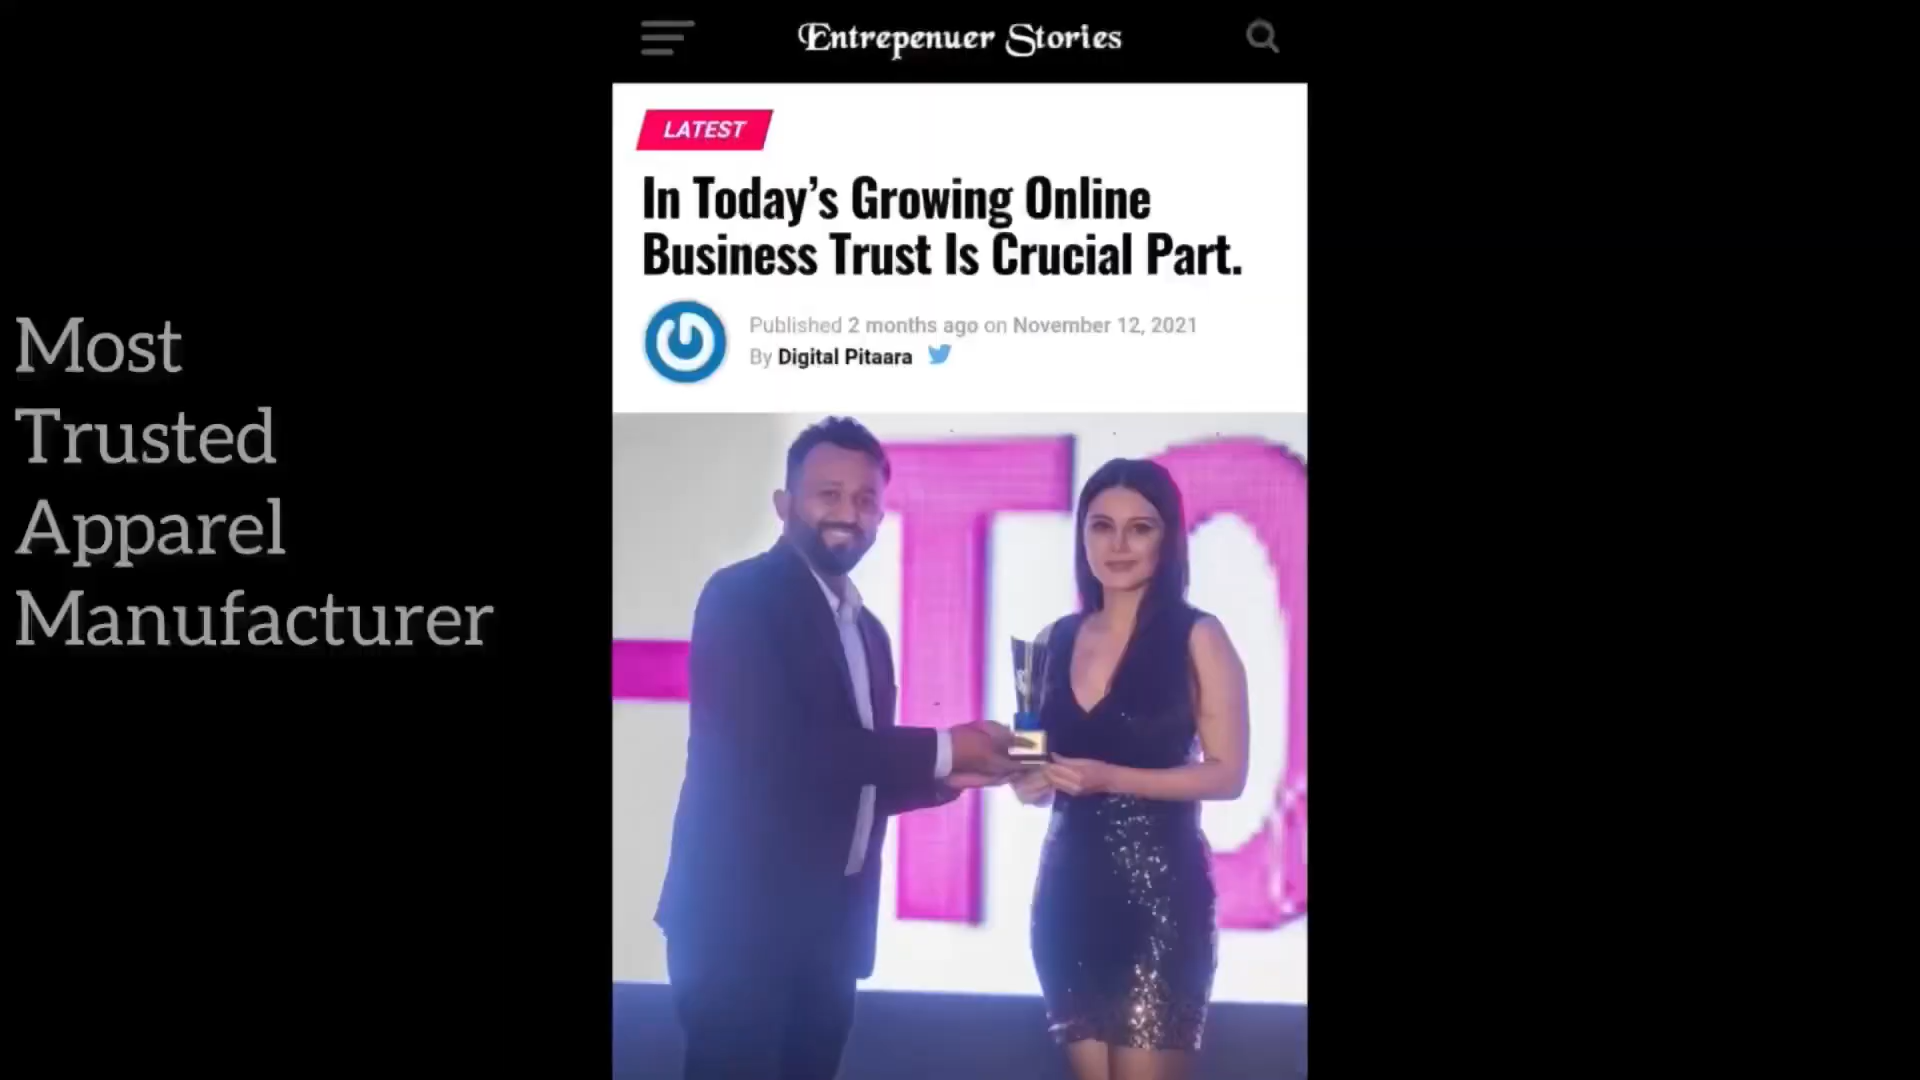 Entrepenuer Stories
LATEST
In Today’s Growing Online
Business Trust Is Crucial Part.
Published 2 months ago on November 12, 2021
By Digital Pitaara
Most
Trusted
Apparel
Manufacturer